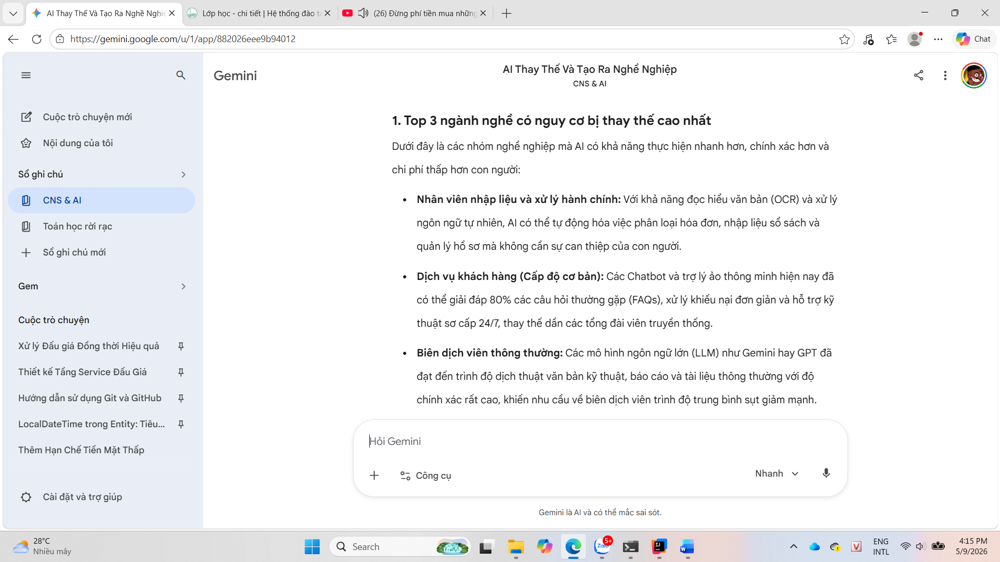 AI Thay Thế Và Tạo Ra Nghề Nghiệ
Lớp học - chi tiết | Hệ thống đào tạ
(26) Đừng phí tiền mua những
https://gemini.google.com/u/1/app/882026eee9b94012
Chat
Gemini
AI Thay Thế Và Tạo Ra Nghề Nghiệp
CNS & AI
Cuộc trò chuyện mới
Nội dung của tôi
Sổ ghi chú
CNS & AI
Toán học rời rạc
Sổ ghi chú mới
Gem
Cuộc trò chuyện
Xử lý Đấu giá Đồng thời Hiệu quả
Thiết kế Tầng Service Đấu Giá
Hướng dẫn sử dụng Git và GitHub
LocalDateTime trong Entity: Tiêu...
Thêm Hạn Chế Tiền Mặt Thấp
Cài đặt và trợ giúp
1. Top 3 ngành nghề có nguy cơ bị thay thế cao nhất
Dưới đây là các nhóm nghề nghiệp mà AI có khả năng thực hiện nhanh hơn, chính xác hơn và
chi phí thấp hơn con người:
• Nhân viên nhập liệu và xử lý hành chính: Với khả năng đọc hiểu văn bản (OCR) và xử lý
ngôn ngữ tự nhiên, AI có thể tự động hóa việc phân loại hóa đơn, nhập liệu sổ sách và
quản lý hồ sơ mà không cần sự can thiệp của con người.
• Dịch vụ khách hàng (Cấp độ cơ bản): Các Chatbot và trợ lý ảo thông minh hiện nay đã
có thể giải đáp 80% các câu hỏi thường gặp (FAQs), xử lý khiếu nại đơn giản và hỗ trợ kỹ
thuật sơ cấp 24/7, thay thế dần các tổng đài viên truyền thống.
• Biên dịch viên thông thường: Các mô hình ngôn ngữ lớn (LLM) như Gemini hay GPT đã
đạt đến trình độ dịch thuật văn bản kỹ thuật, báo cáo và tài liệu thông thường với độ
chính xác rất cao, khiến nhu cầu về biên dịch viên trình độ trung bình sụt giảm mạnh.
Hỏi Gemini
Công cụ
Nhanh
Gemini là AI và có thể mắc sai sót.
28°C
Nhiều mây
Search
Zalo
5+
ENG
INTL
4:15 PM
5/9/2026